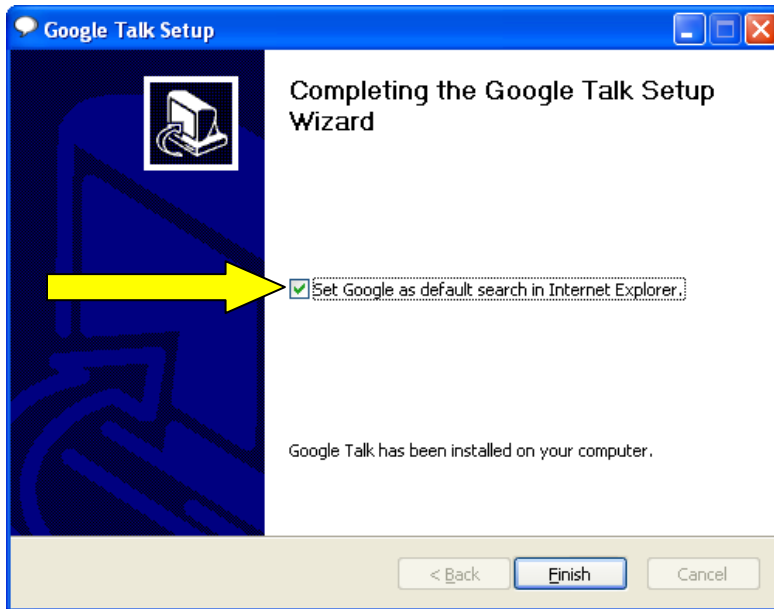 Google Talk Setup
Completing the Google Talk Setup
Wizard
Set Google as default search in Internet Explorer.
Google Talk has been installed on your computer.
< Back
Finish
Cancel